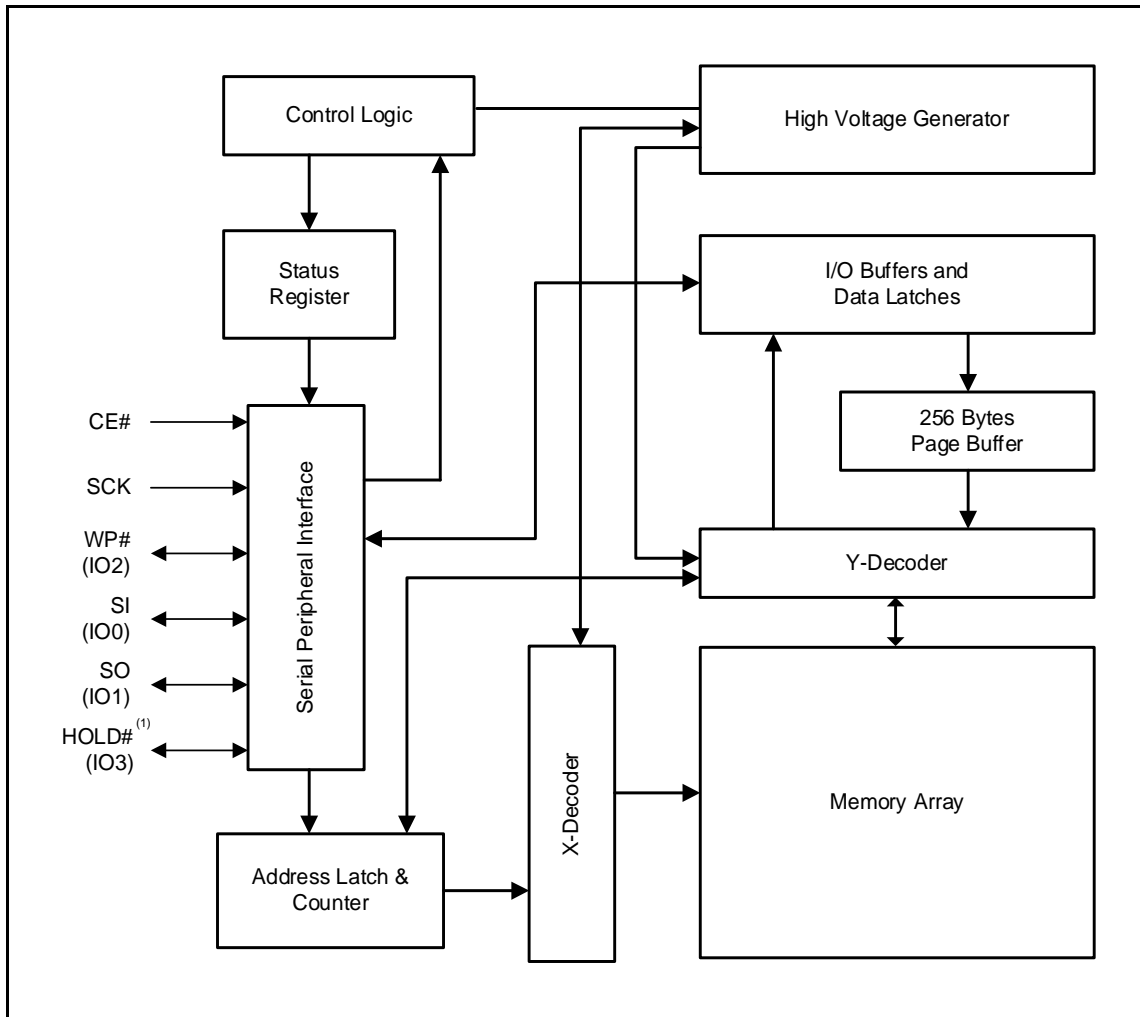 Control Logic
High Voltage Generator
Status
Register
I/O Buffers and
Data Latches
256 Bytes
Page Buffer
CE#
SCK
WP#
(IO2)
SI
(IO0)
SO
(IO1)
HOLD# (1)
(IO3)
Serial Peripheral Interface
Y-Decoder
X-Decoder
Memory Array
Address Latch &
Counter